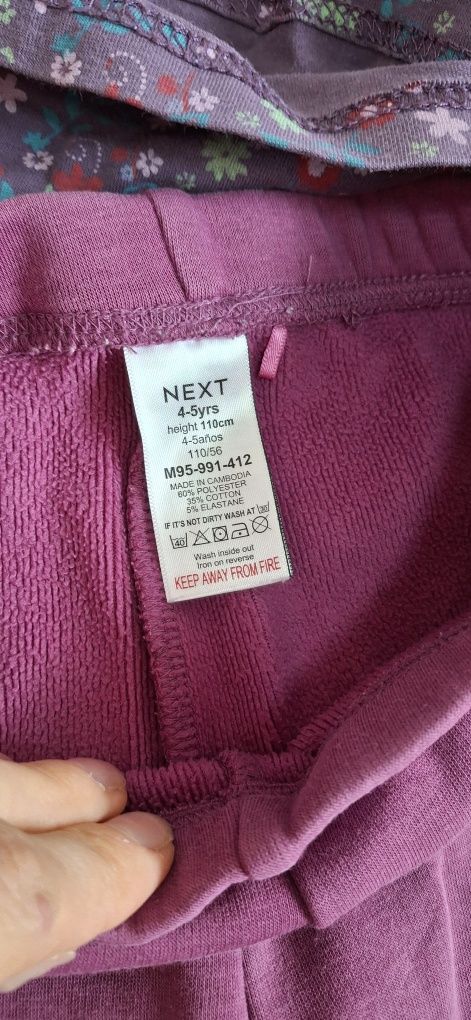 NEXT
4-5yrs
height 110cm
4-5años
110/56
M95-991-412
MADE IN CAMBODIA
60% POLYESTER
35% COTTON
5% ELASTANE
IF IT'S NOT DIRTY WASH AT 30
40
Wash inside out
Iron on reverse
KEEP AWAY FROM FIRE